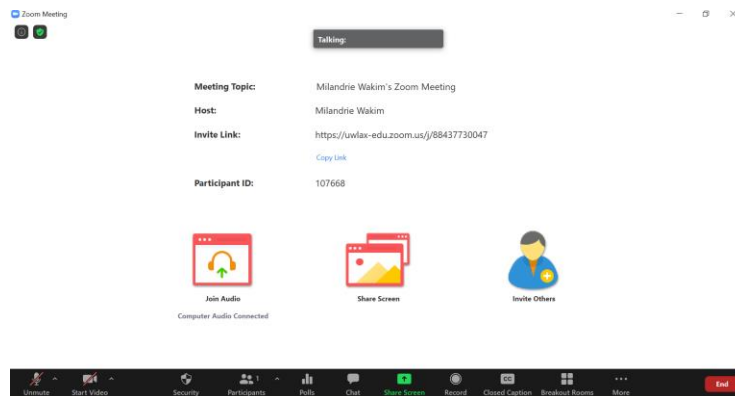 Zoom Meeting
Talking:
Meeting Topic: Milandrie Wakim's Zoom Meeting
Host: Milandrie Wakim
Invite Link: https://uwlax-edu.zoom.us/j/88437730047
Copy Link
Participant ID: 107668
Join Audio Share Screen Invite Others
Computer Audio Connected
1
CC
Unmute Start Video Security Participants Polls Chat Share Screen Record Closed Caption Breakout Rooms More End